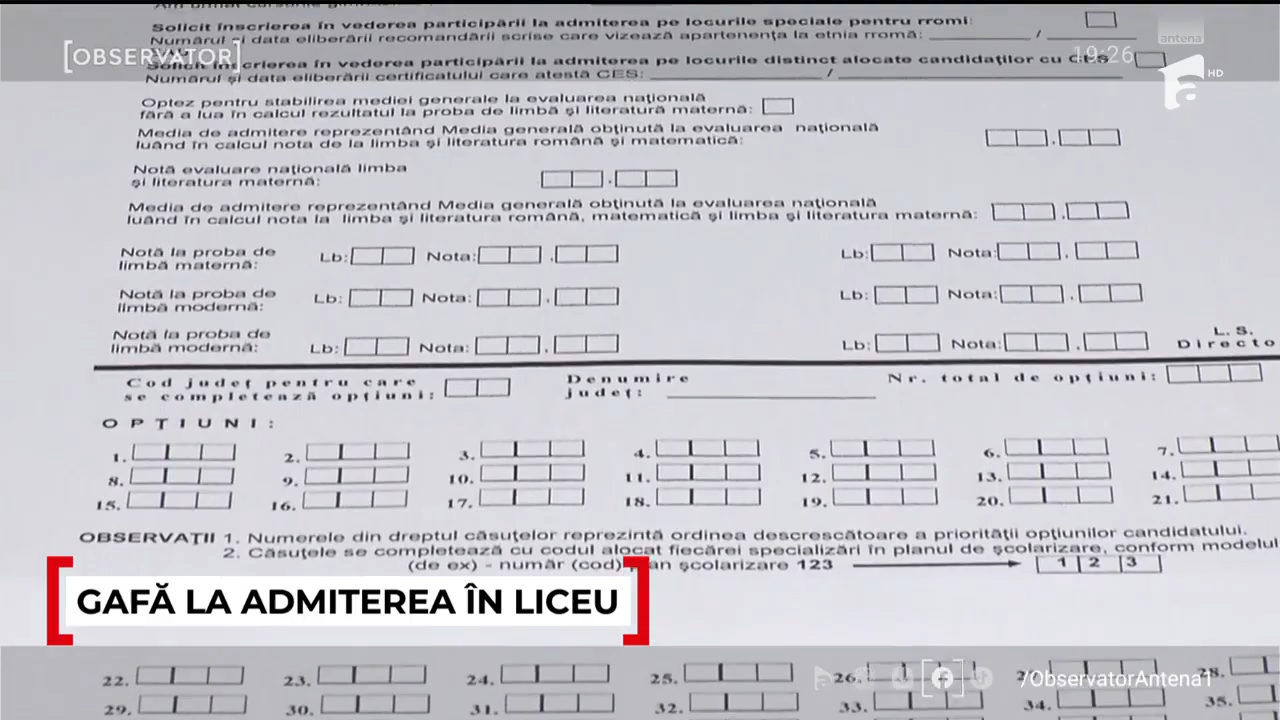 Am urmat cursurile
Solicit înscrierea în vederea participării la admiterea pe locurile speciale pentru rromi:
Numărul și data eliberării recomandării scrise care vizează apartenența la etnia rromă: /
[OBSERVATOR]
antena
19:26
HD
Solicit înscrierea în vederea participării la admiterea pe locurile distinct alocate candidaților cu CES
Numărul și data eliberării certificatului care atestă CES: /
Optez pentru stabilirea mediei generale la evaluarea națională
fără a lua în calcul rezultatul la proba de limbă și literatură maternă:
Media de admitere reprezentând Media generală obținută la evaluarea națională
luând în calcul nota de la limba și literatura română și matematică:
Notă evaluare națională limba
și literatura maternă:
Media de admitere reprezentând Media generală obținută la evaluarea națională
luând în calcul nota la limba și literatura română, matematică și limba și literatura maternă:
Notă la proba de
limbă maternă:
Lb: Nota: . Lb: Nota: .
Notă la proba de
limbă modernă:
Lb: Nota: . Lb: Nota: .
Notă la proba de
limbă modernă:
Lb: Nota: . Lb: Nota: .
L. S.
Directo
Cod județ pentru care
se completează opțiuni:
Denumire
județ:
Nr. total de opțiuni:
OPȚIUNI:
1. 2. 3. 4. 5. 6. 7.
8. 9. 10. 11. 12. 13. 14.
15. 16. 17. 18. 19. 20. 21.
OBSERVAȚII 1. Numerele din dreptul căsuțelor reprezintă ordinea descrescătoare a priorității opțiunilor candidatului.
2. Căsuțele se completează cu codul alocat fiecărei specializări în planul de școlarizare, conform modelul
(de ex) - număr (cod) plan școlarizare 123 1 2 3
GAFĂ LA ADMITEREA ÎN LICEU
22. 23. 24. 25. 26. 27. 28.
/ObservatorAntena1
29. 30. 31. 32. 33. 34. 35.